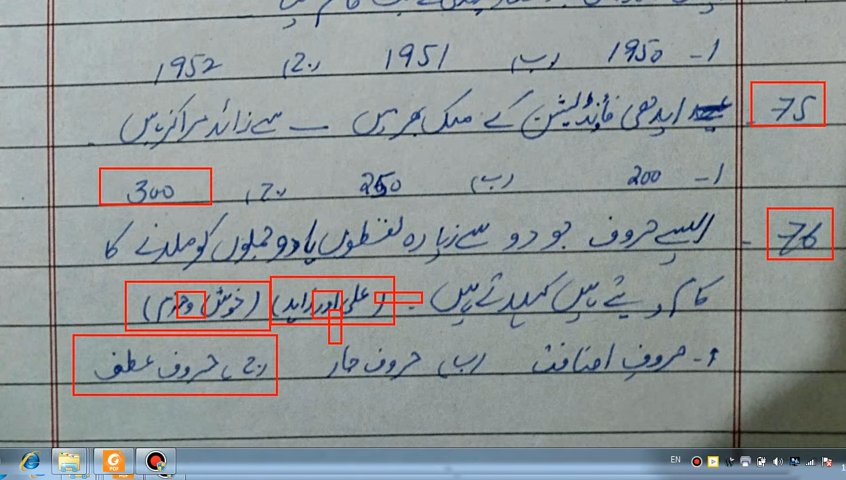 1- 1950 (ب) 1951 (ج) 1952
75- ایدھی فاؤنڈیشن کے ملک بھر میں — سے زائد مراکز ہیں۔
1- 200 (ب) 250 (ج) 300
76- ایسے حروف جو دو سے زیادہ لفظوں یا دو جملوں کو ملانے کا
کام دیتے ہیں کہلاتے ہیں۔ (علی اور زاہد) (خوش و خرم)
1- حروفِ اضافت (ب) حروف جار (ج) حروف عطف
EN